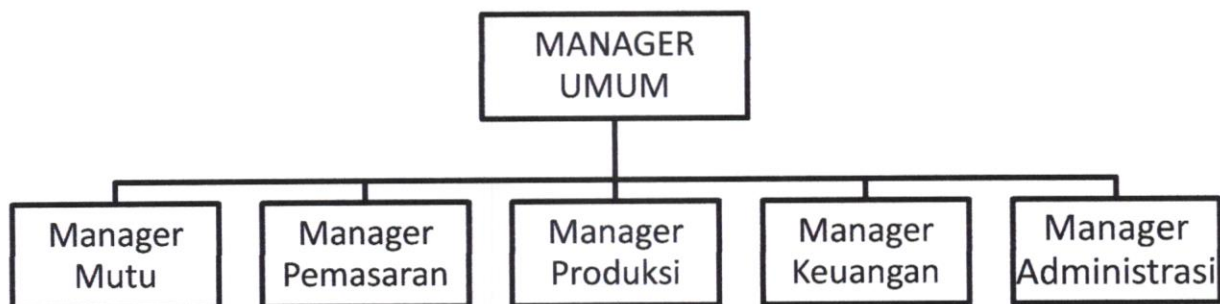 MANAGER
UMUM
Manager
Mutu
Manager
Pemasaran
Manager
Produksi
Manager
Keuangan
Manager
Administrasi